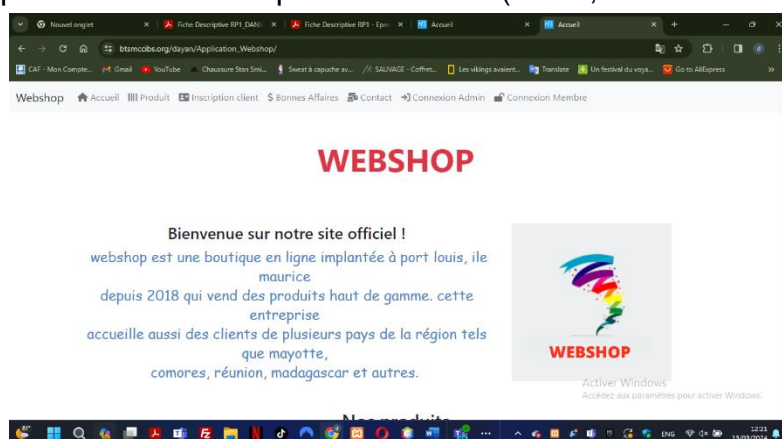 Nouvel onglet
Fiche Descriptive RP1_DANI
Fiche Descriptive RP1 - Epre
Accueil
Accueil
btsmccibs.org/dayan/Application_Webshop/
CAF - Mon Compte... Gmail YouTube Chaussure Stan Smi... Sweat à capuche av... SAUVAGE - Coffret... Les vikings avaient... Translate Un festival du voya... Go to AliExpress
Webshop Accueil Produit Inscription client $ Bonnes Affaires Contact Connexion Admin Connexion Membre
WEBSHOP
Bienvenue sur notre site officiel !
webshop est une boutique en ligne implantée à port louis, ile
maurice
depuis 2018 qui vend des produits haut de gamme. cette
entreprise
accueille aussi des clients de plusieurs pays de la région tels
que mayotte,
comores, réunion, madagascar et autres.
WEBSHOP
Activer Windows
Accédez aux paramètres pour activer Windows.
Nos produits
ENG
12:21
13/03/2024